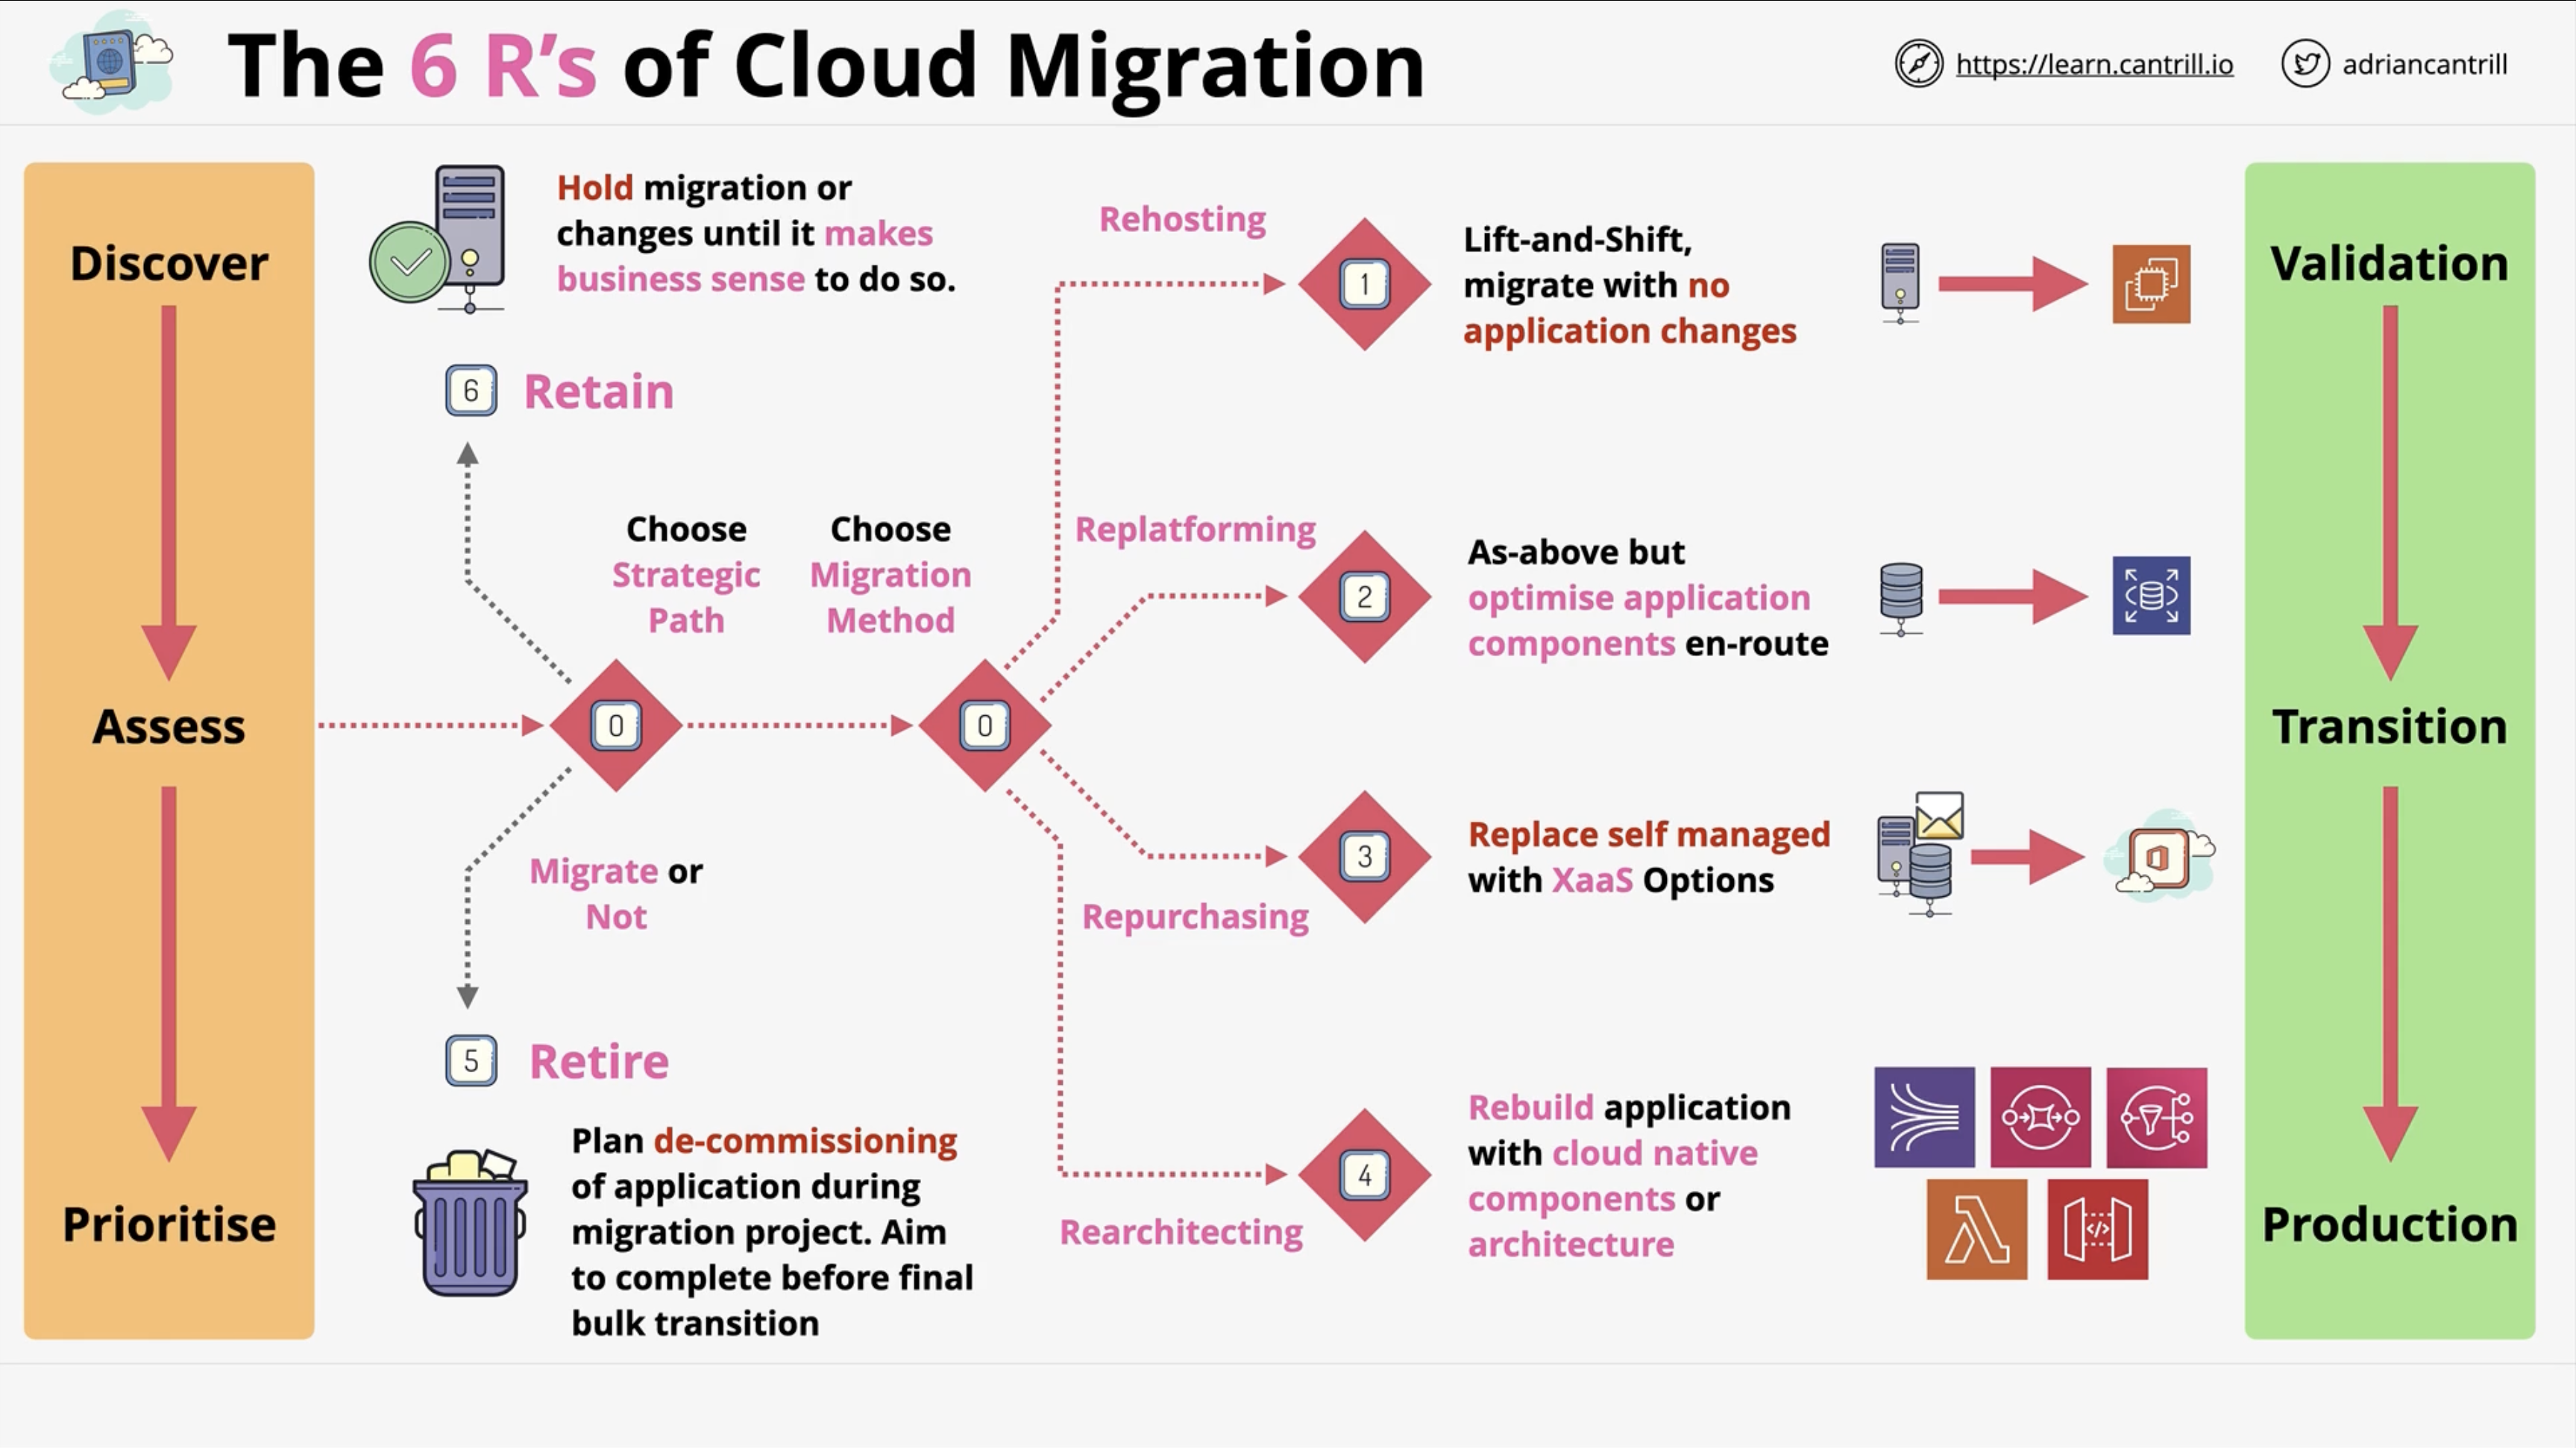 The 6 R's of Cloud Migration
https://learn.cantrill.io
adriancantrill
Discover
Assess
Prioritise
Hold migration or
changes until it makes
business sense to do so.
6
Retain
Choose
Strategic
Path
Choose
Migration
Method
0
0
Migrate or
Not
5
Retire
Plan de-commissioning
of application during
migration project. Aim
to complete before final
bulk transition
Rehosting
1
Lift-and-Shift,
migrate with no
application changes
Replatforming
2
As-above but
optimise application
components en-route
Repurchasing
3
Replace self managed
with XaaS Options
Rearchitecting
4
Rebuild application
with cloud native
components or
architecture
Validation
Transition
Production